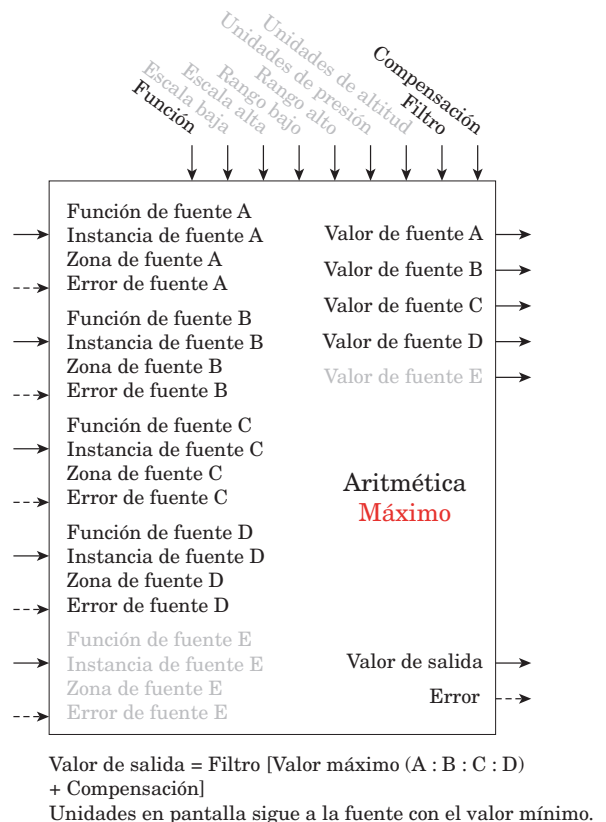 Función
Escala baja
Escala alta
Rango bajo
Rango alto
Unidades de presión
Unidades de altitud
Filtro
Compensación
Función de fuente A
Instancia de fuente A
Zona de fuente A
Error de fuente A
Función de fuente B
Instancia de fuente B
Zona de fuente B
Error de fuente B
Función de fuente C
Instancia de fuente C
Zona de fuente C
Error de fuente C
Función de fuente D
Instancia de fuente D
Zona de fuente D
Error de fuente D
Función de fuente E
Instancia de fuente E
Zona de fuente E
Error de fuente E
Valor de fuente A
Valor de fuente B
Valor de fuente C
Valor de fuente D
Valor de fuente E
Aritmética
Máximo
Valor de salida
Error
Valor de salida = Filtro [Valor máximo (A : B : C : D)
+ Compensación]
Unidades en pantalla sigue a la fuente con el valor mínimo.